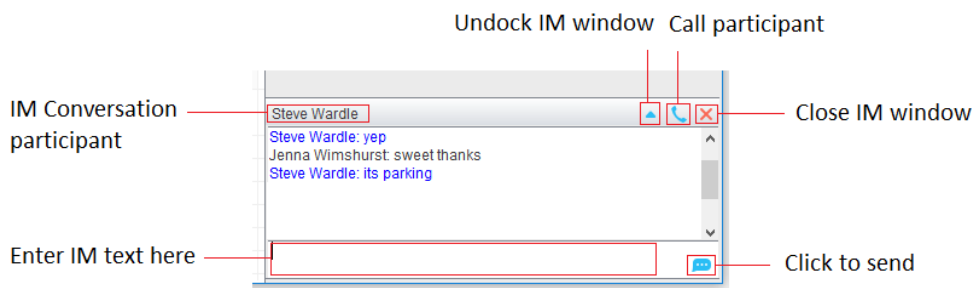 Undock IM window
Call participant
IM Conversation
participant
Steve Wardle
Close IM window
Steve Wardle: yep
Jenna Wimshurst: sweet thanks
Steve Wardle: its parking
Enter IM text here
Click to send